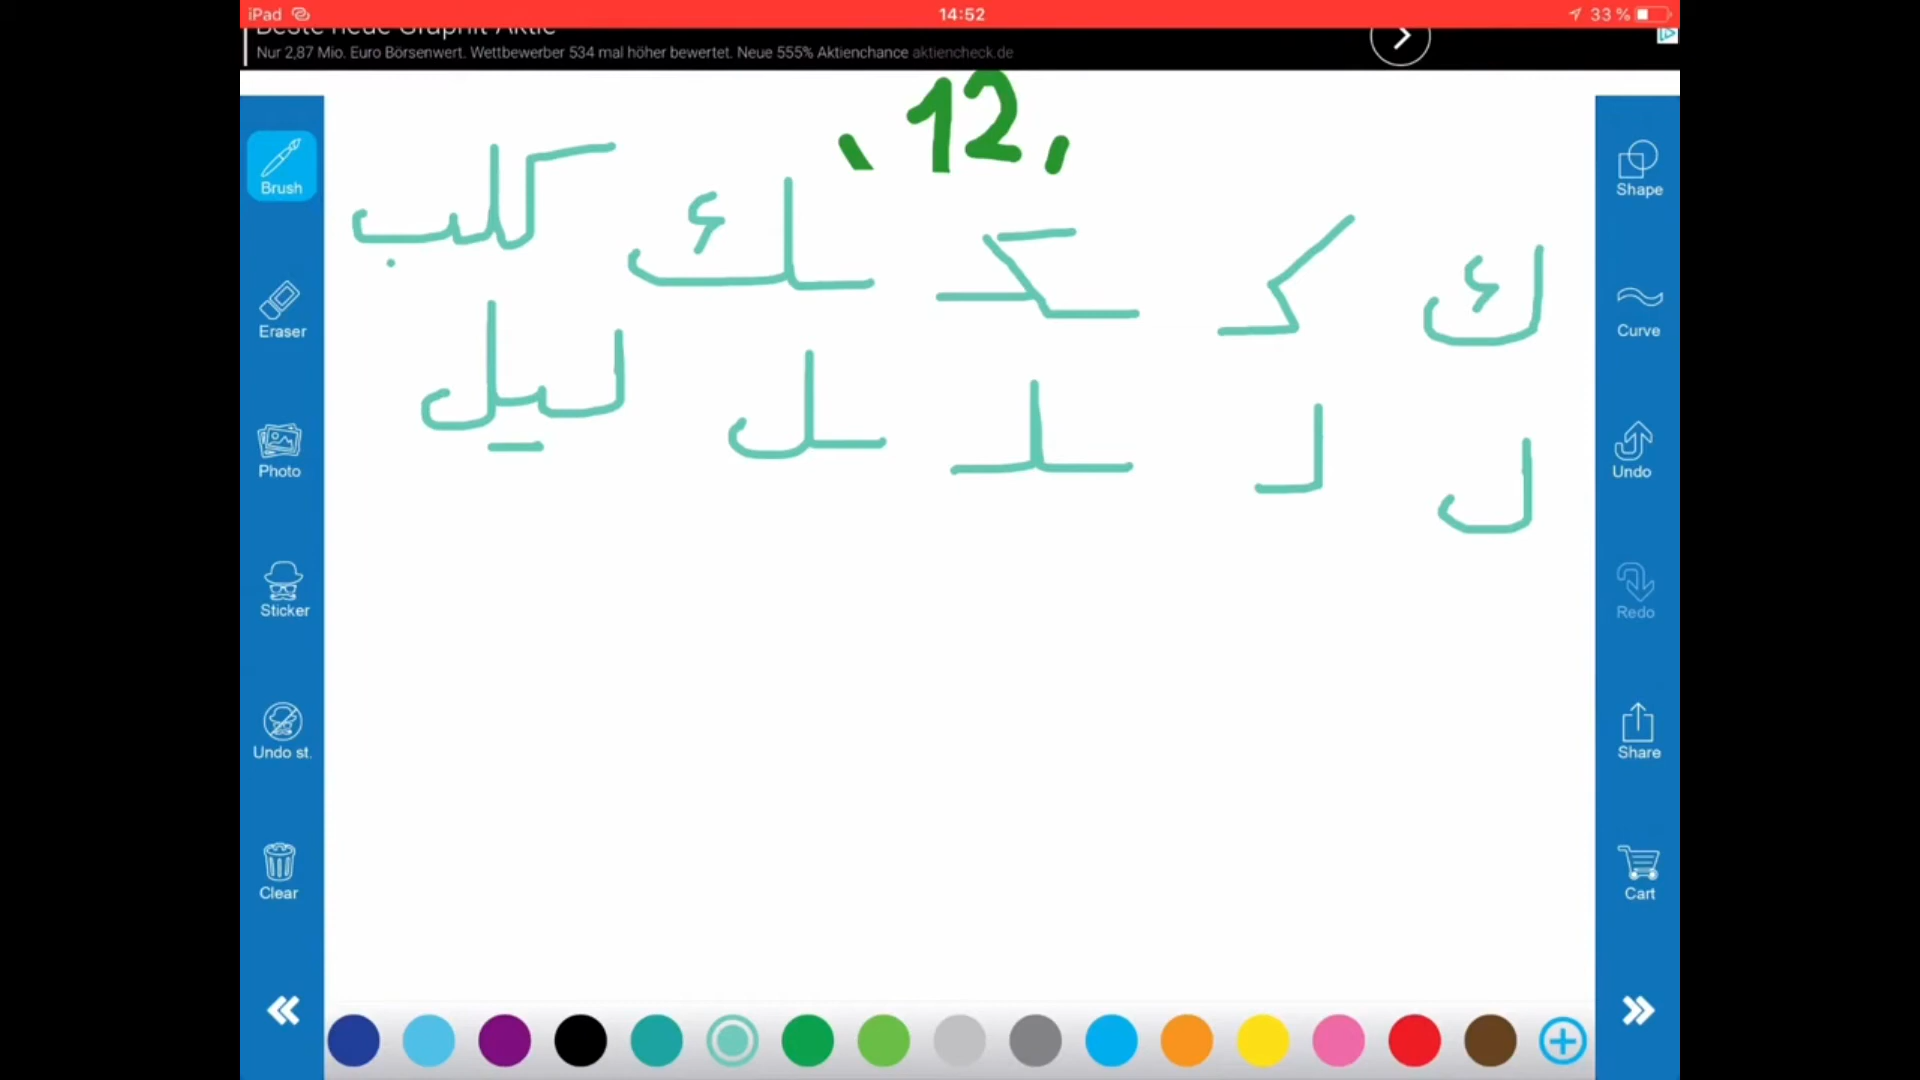 iPad 14:52 33 %
Nur 2,87 Mio. Euro Börsenwert. Wettbewerber 534 mal höher bewertet. Neue 555% Aktienchance aktiencheck.de
12
ك كـ ـكـ ـك كلب
ل لـ ـلـ ـل ليل
Brush
Eraser
Photo
Sticker
Undo st.
Clear
Shape
Curve
Undo
Redo
Share
Cart